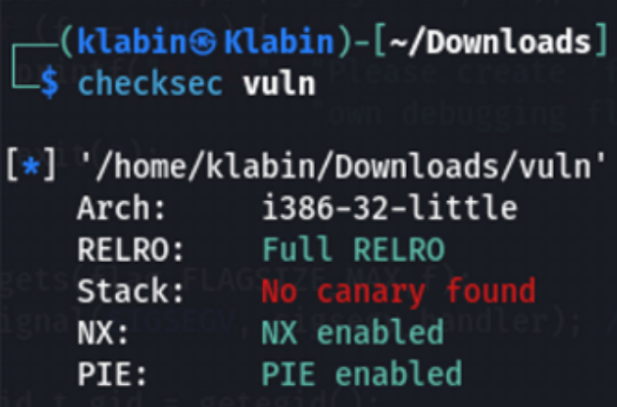 (klabin㉿Klabin)-[~/Downloads]
$ checksec vuln
[*] '/home/klabin/Downloads/vuln'
Arch: i386-32-little
RELRO: Full RELRO
Stack: No canary found
NX: NX enabled
PIE: PIE enabled